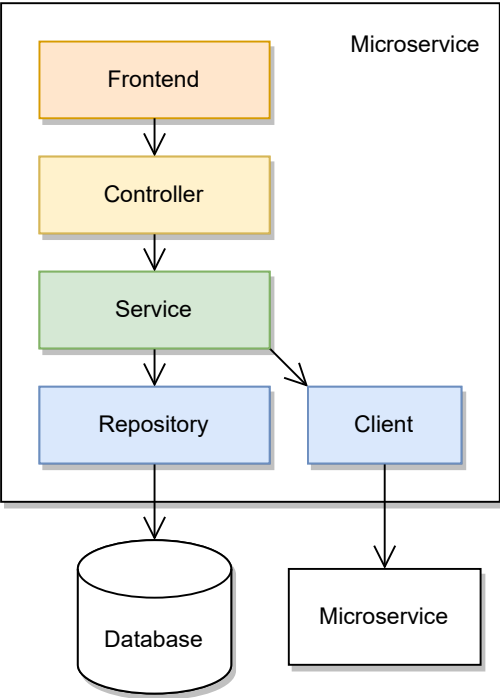 Microservice
Frontend
Controller
Service
Repository
Client
Database
Microservice